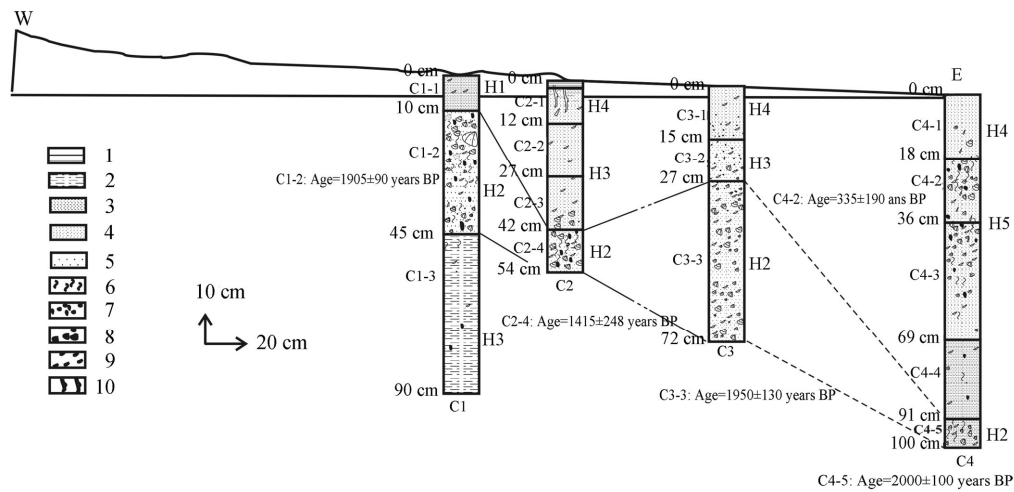 W
E
0 cm
C1-1
H1
10 cm
C1-2
C1-2: Age=1905±90 years BP
H2
45 cm
C1-3
H3
90 cm
C1
0 cm
C2-1
H4
12 cm
C2-2
27 cm
H3
C2-3
42 cm
C2-4
H2
54 cm
C2
C2-4: Age=1415±248 years BP
0 cm
C3-1
H4
15 cm
C3-2
H3
27 cm
C3-3
H2
72 cm
C3
C3-3: Age=1950±130 years BP
0 cm
C4-1
H4
18 cm
C4-2
C4-2: Age=335±190 ans BP
36 cm
H5
C4-3
69 cm
C4-4
91 cm
C4-5
H2
100 cm
C4
C4-5: Age=2000±100 years BP
1
2
3
4
5
6
7
8
9
10
10 cm
20 cm